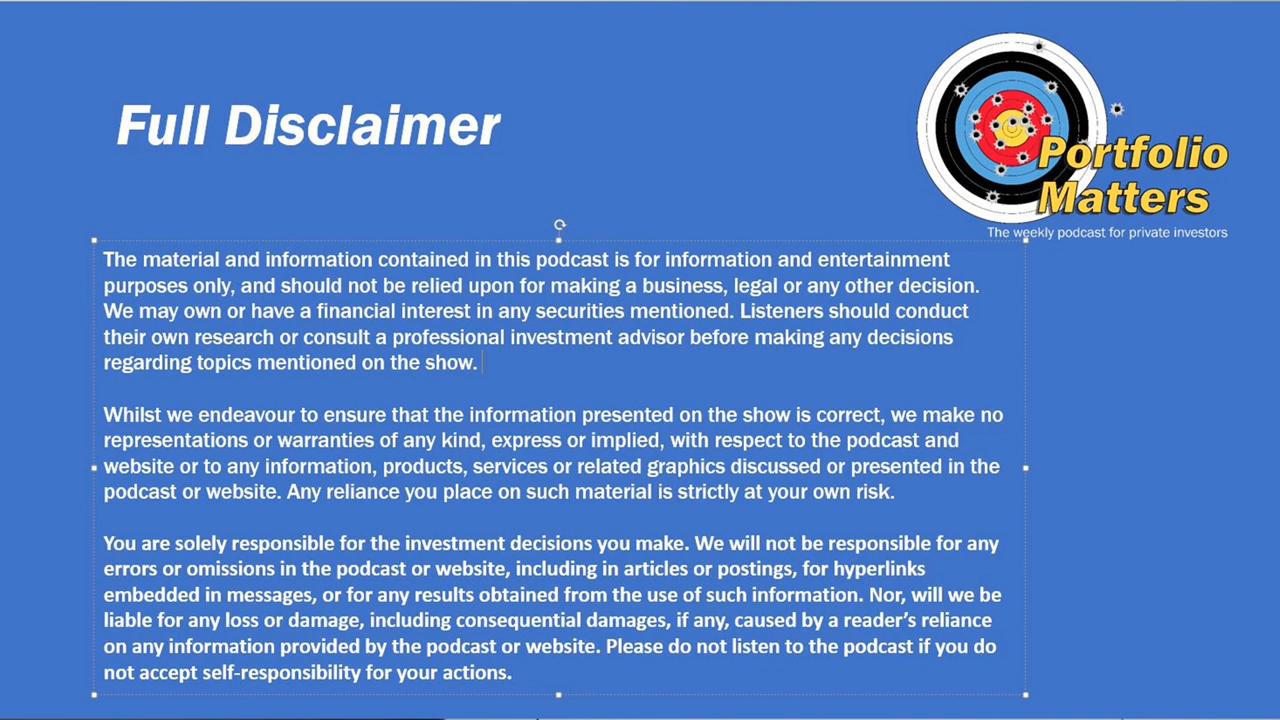 Full Disclaimer
Portfolio
Matters
The weekly podcast for private investors
The material and information contained in this podcast is for information and entertainment
purposes only, and should not be relied upon for making a business, legal or any other decision.
We may own or have a financial interest in any securities mentioned. Listeners should conduct
their own research or consult a professional investment advisor before making any decisions
regarding topics mentioned on the show.
Whilst we endeavour to ensure that the information presented on the show is correct, we make no
representations or warranties of any kind, express or implied, with respect to the podcast and
website or to any information, products, services or related graphics discussed or presented in the
podcast or website. Any reliance you place on such material is strictly at your own risk.
You are solely responsible for the investment decisions you make. We will not be responsible for any
errors or omissions in the podcast or website, including in articles or postings, for hyperlinks
embedded in messages, or for any results obtained from the use of such information. Nor, will we be
liable for any loss or damage, including consequential damages, if any, caused by a reader’s reliance
on any information provided by the podcast or website. Please do not listen to the podcast if you do
not accept self-responsibility for your actions.